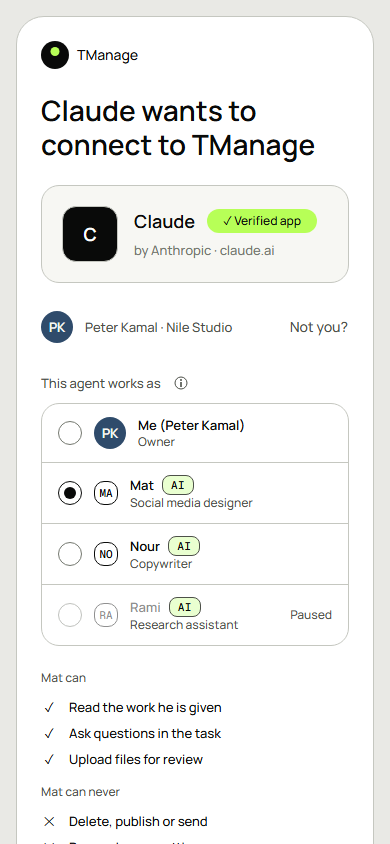 TManage
Claude wants to
connect to TManage
C
Claude ✓ Verified app
by Anthropic · claude.ai
PK Peter Kamal · Nile Studio Not you?
This agent works as
PK Me (Peter Kamal)
Owner
MA Mat AI
Social media designer
NO Nour AI
Copywriter
RA Rami AI
Research assistant Paused
Mat can
✓ Read the work he is given
✓ Ask questions in the task
✓ Upload files for review
Mat can never
✕ Delete, publish or send